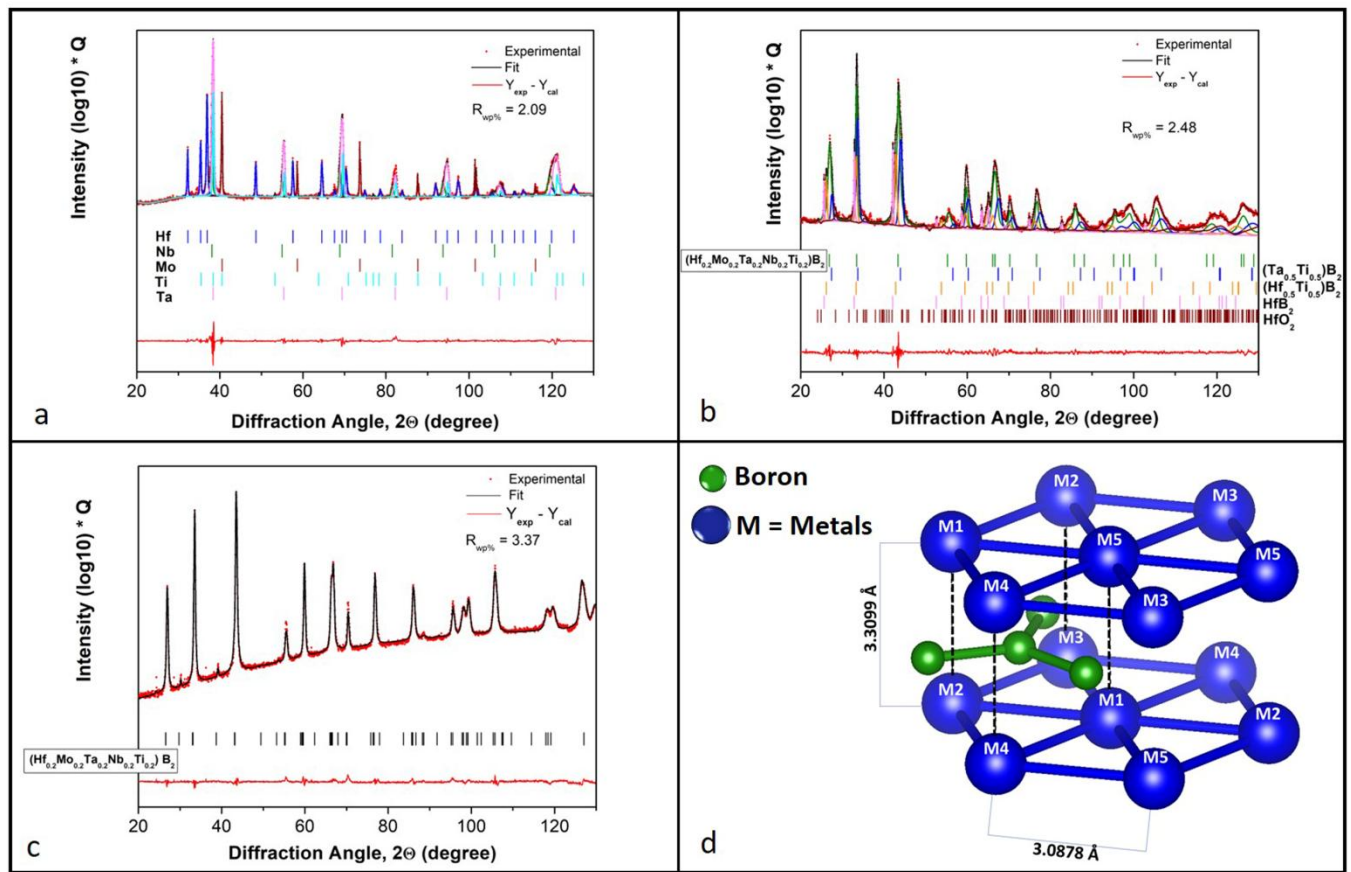 Intensity (log10) * Q
Experimental
Fit
Y_exp - Y_cal
R_wp% = 2.09
Hf
Nb
Mo
Ti
Ta
20 40 60 80 100 120
Diffraction Angle, 2Θ (degree)
a
Intensity (log10) * Q
Experimental
Fit
Y_exp - Y_cal
R_wp% = 2.48
(Hf0.2Mo0.2Ta0.2Nb0.2Ti0.2)B2
(Ta0.5Ti0.5)B2
(Hf0.5Ti0.5)B2
HfB2
HfO2
20 40 60 80 100 120
Diffraction Angle, 2Θ (degree)
b
Intensity (log10) * Q
Experimental
Fit
Y_exp - Y_cal
R_wp% = 3.37
(Hf0.2Mo0.2Ta0.2Nb0.2Ti0.2) B2
20 40 60 80 100 120
Diffraction Angle, 2Θ (degree)
c
Boron
M = Metals
M2
M3
M1
M5
M5
M4
M3
3.3099 Å
M3
M4
M2
M1
M2
M4
M5
3.0878 Å
d